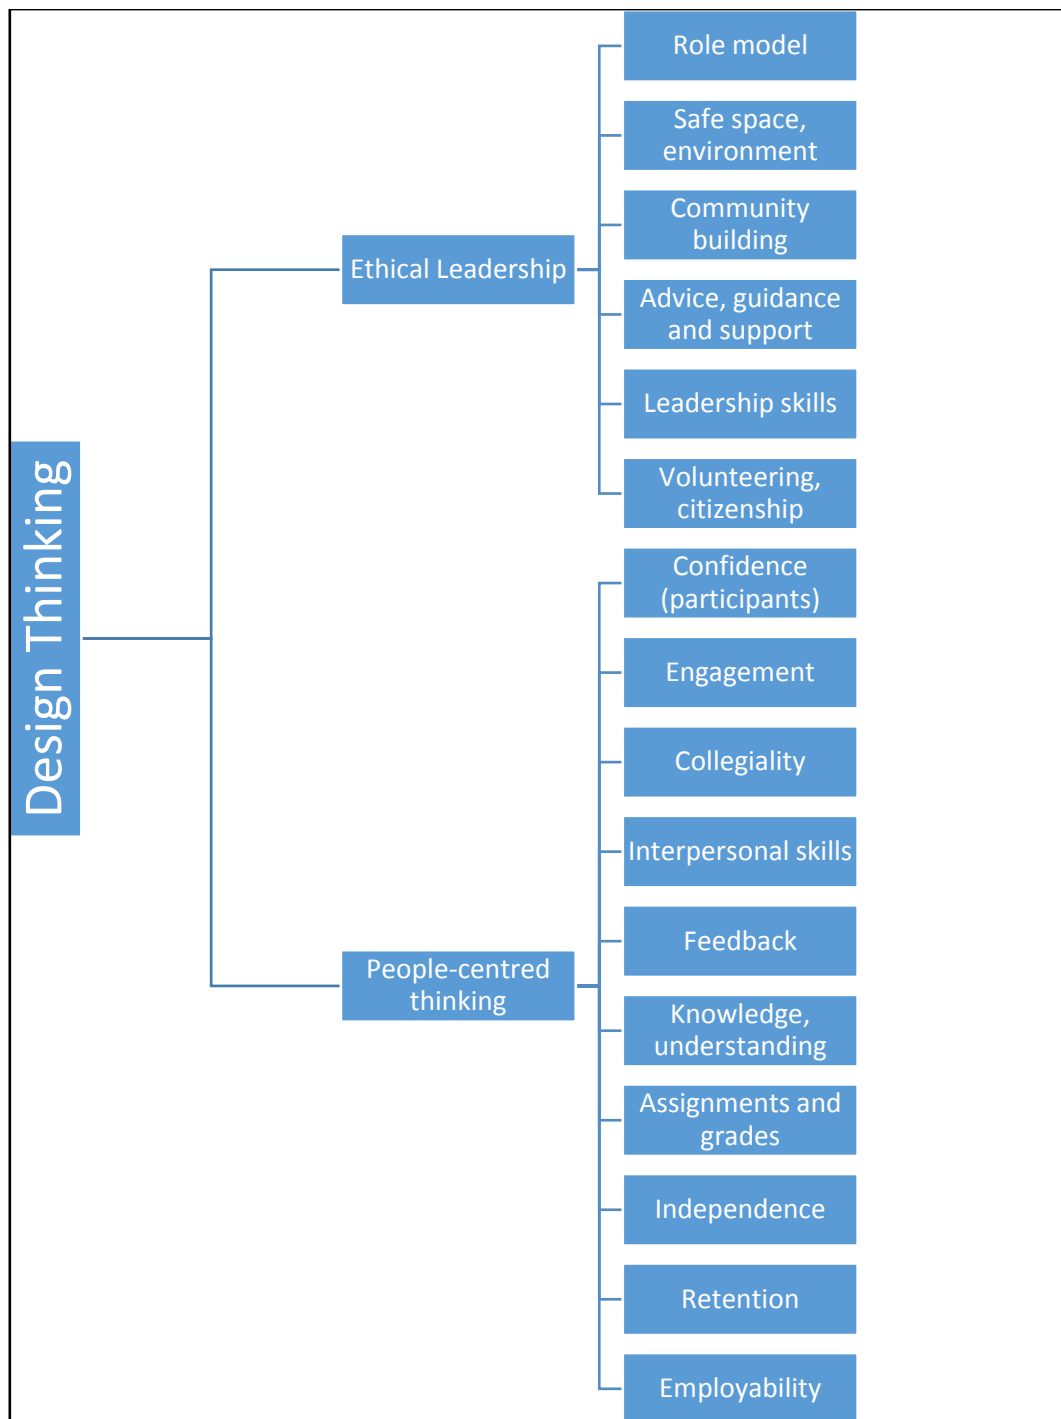 Design Thinking
Ethical Leadership
Role model
Safe space,
environment
Community
building
Advice, guidance
and support
Leadership skills
Volunteering,
citizenship
People-centred
thinking
Confidence
(participants)
Engagement
Collegiality
Interpersonal skills
Feedback
Knowledge,
understanding
Assignments and
grades
Independence
Retention
Employability